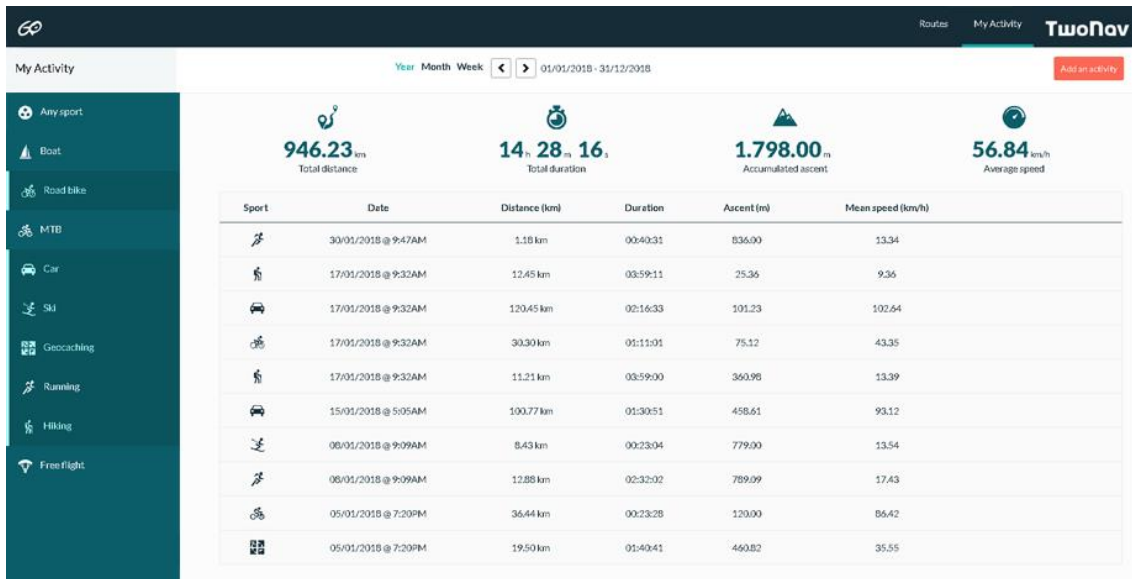 GO
Routes My Activity TwoNav
My Activity
Year Month Week 01/01/2018 - 31/12/2018
Add an activity
Any sport
Boat
Road bike
MTB
Car
Ski
Geocaching
Running
Hiking
Free flight
946.23 km
Total distance
14 h 28 m 16 s
Total duration
1.798.00 m
Accumulated ascent
56.84 km/h
Average speed
Sport Date Distance (km) Duration Ascent (m) Mean speed (km/h)
30/01/2018 @ 9:47AM 1.18 km 00:40:31 836.00 13.34
17/01/2018 @ 9:32AM 12.45 km 03:59:11 25.36 9.36
17/01/2018 @ 9:32AM 120.45 km 02:16:33 101.23 102.64
17/01/2018 @ 9:32AM 30.30 km 01:11:01 75.12 43.35
17/01/2018 @ 9:32AM 11.21 km 03:59:00 360.98 13.39
15/01/2018 @ 5:05AM 100.77 km 01:30:51 458.61 93.12
08/01/2018 @ 9:09AM 8.43 km 00:23:04 779.00 13.54
08/01/2018 @ 9:09AM 12.88 km 02:32:02 789.09 17.43
05/01/2018 @ 7:20PM 36.44 km 00:23:28 120.00 86.42
05/01/2018 @ 7:20PM 19.50 km 01:40:41 460.82 35.55